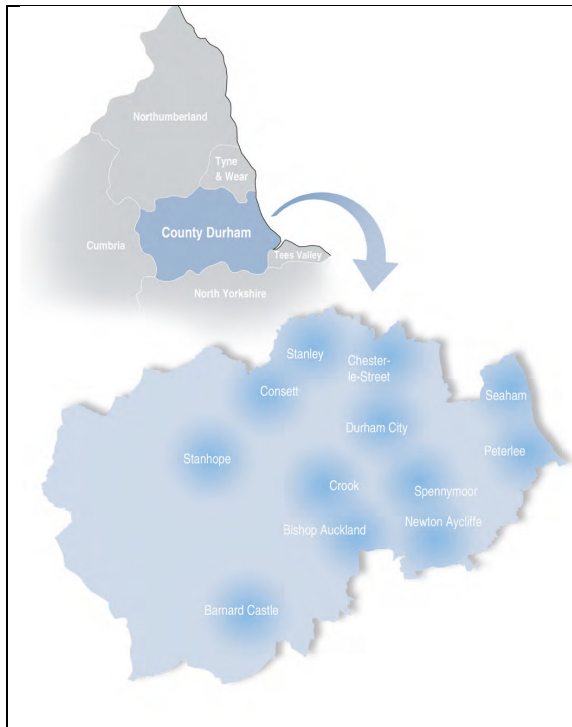 Northumberland
Tyne
& Wear
County Durham
Cumbria
Tees Valley
North Yorkshire
Stanley
Chester-
le-Street
Consett
Seaham
Durham City
Stanhope
Peterlee
Crook
Spennymoor
Bishop Auckland
Newton Aycliffe
Barnard Castle